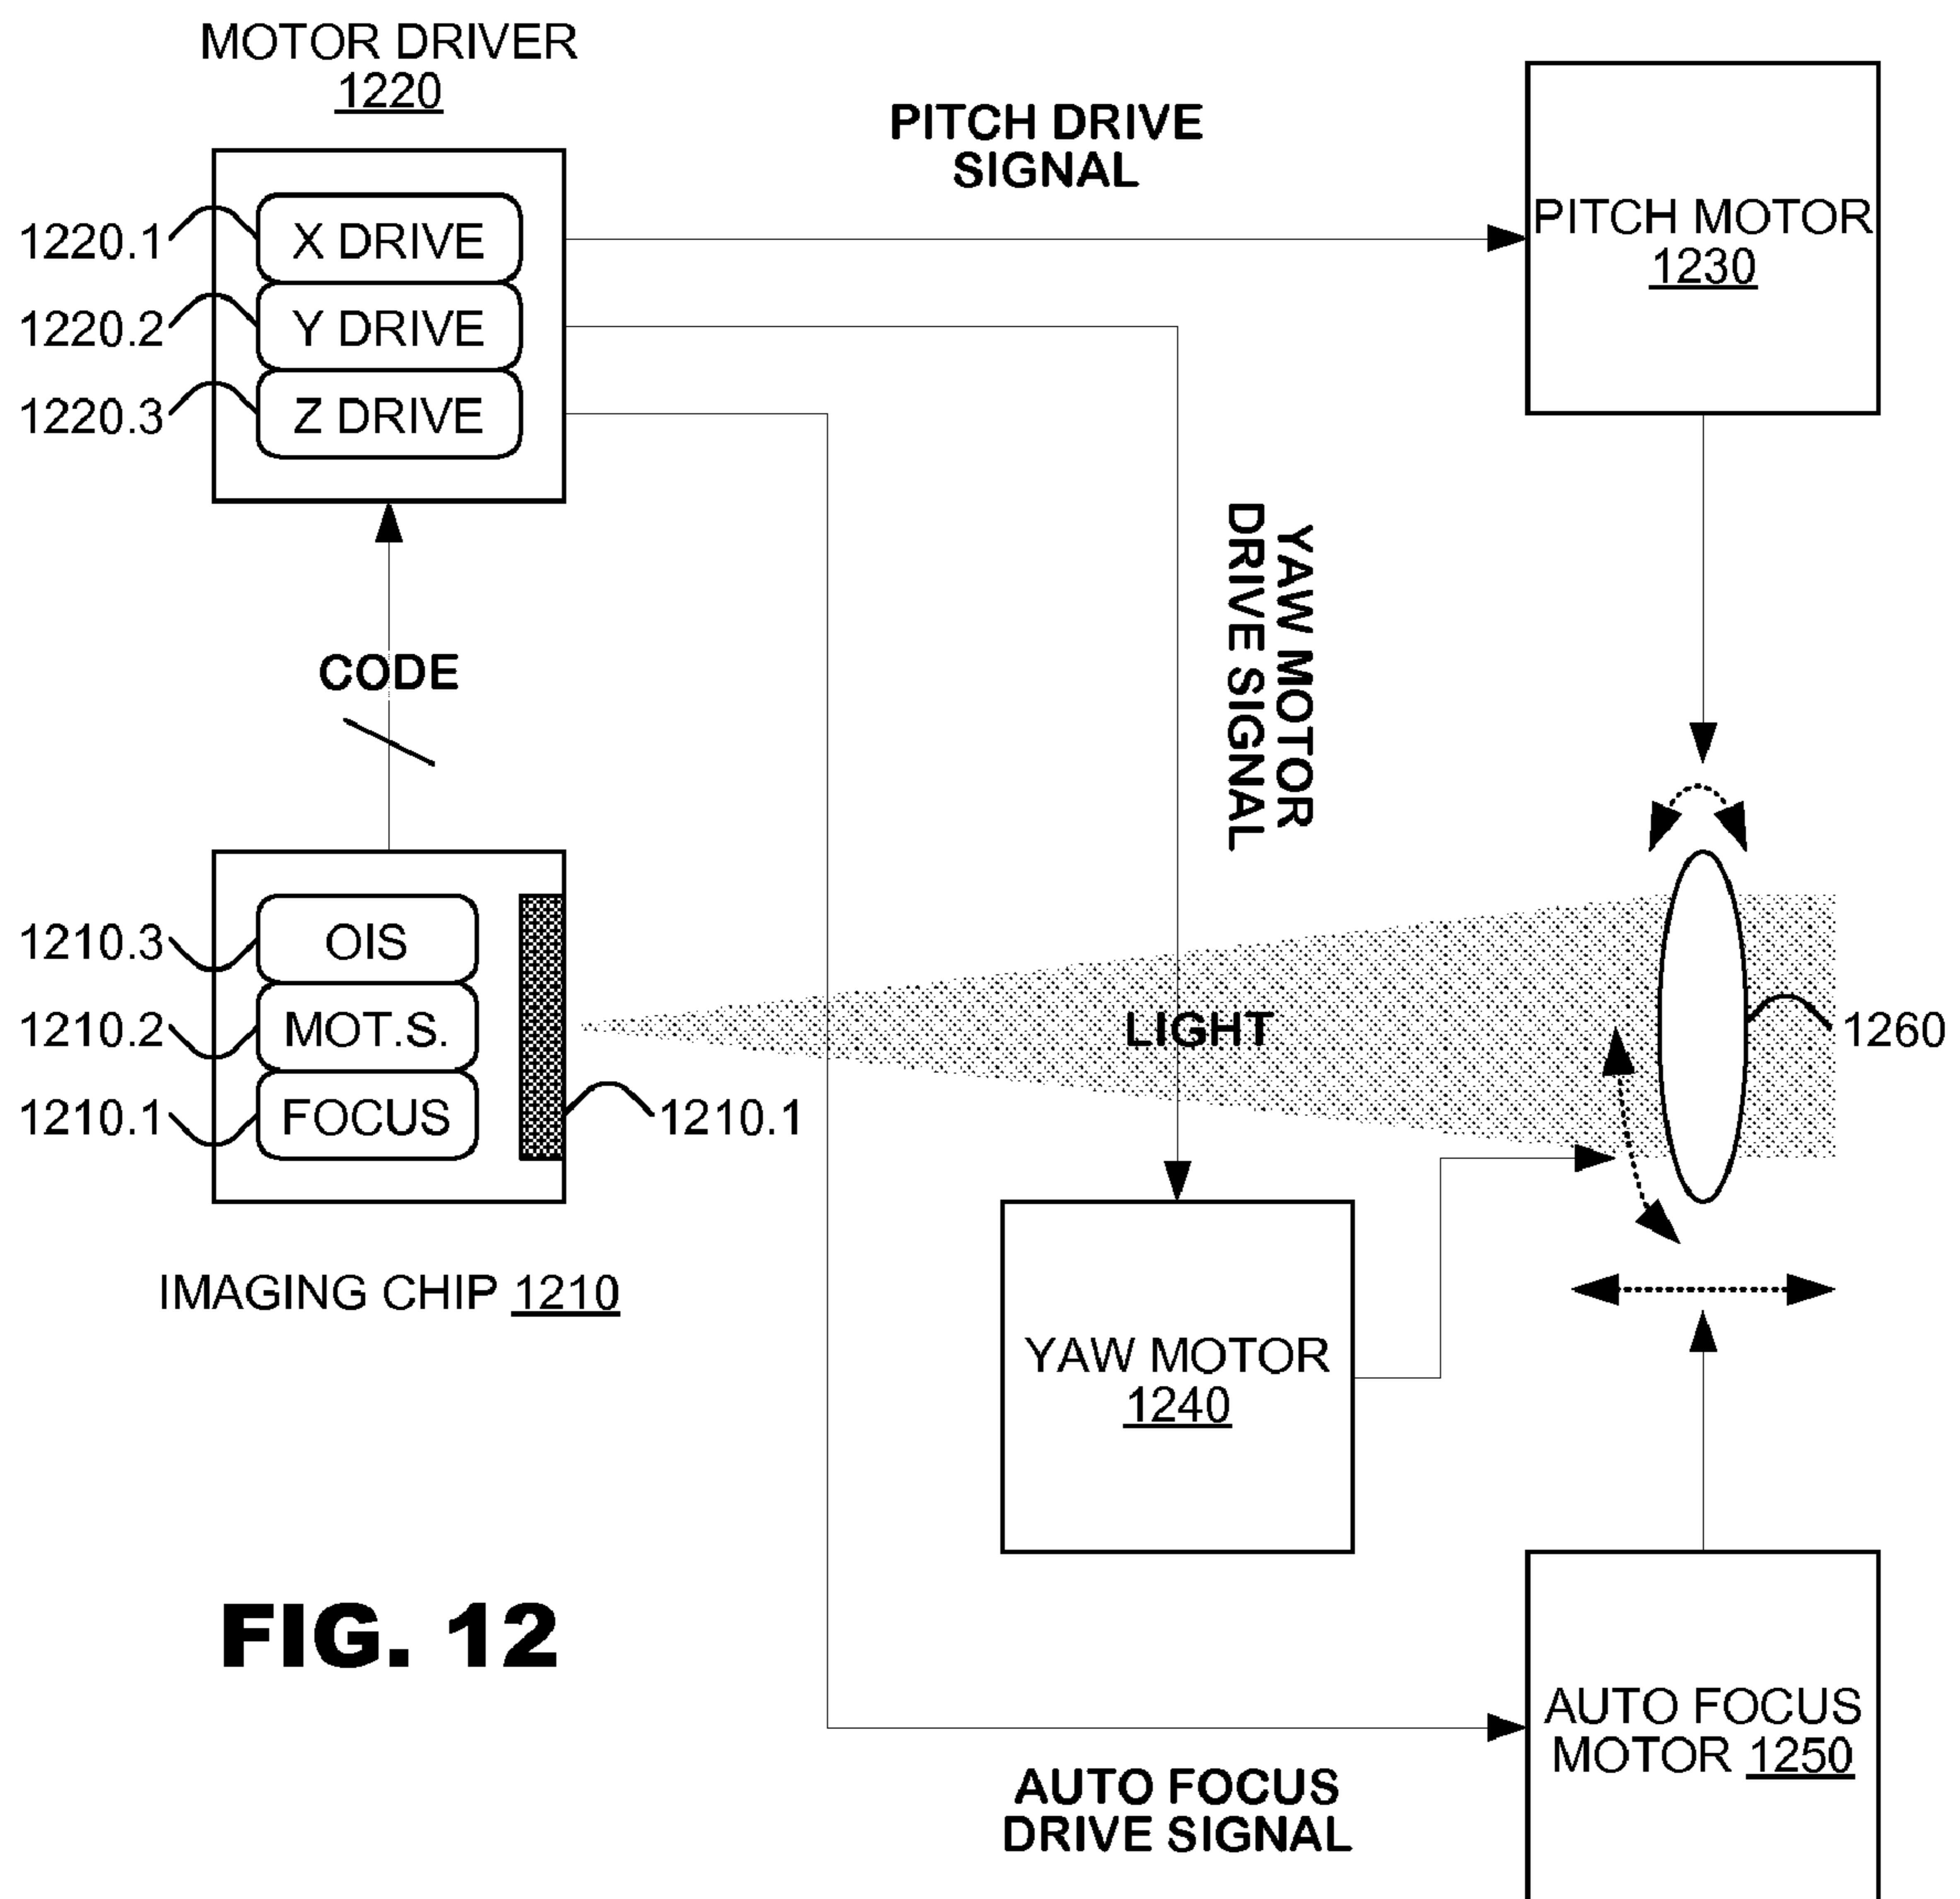 MOTOR DRIVER
1220
PITCH DRIVE
SIGNAL
PITCH MOTOR
1230
1220.1
X DRIVE
1220.2
Y DRIVE
1220.3
Z DRIVE
YAW MOTOR
DRIVE SIGNAL
CODE
1210.3
OIS
1210.2
MOT.S.
1210.1
FOCUS
1210.1
LIGHT
1260
IMAGING CHIP 1210
YAW MOTOR
1240
FIG. 12
AUTO FOCUS
MOTOR 1250
AUTO FOCUS
DRIVE SIGNAL